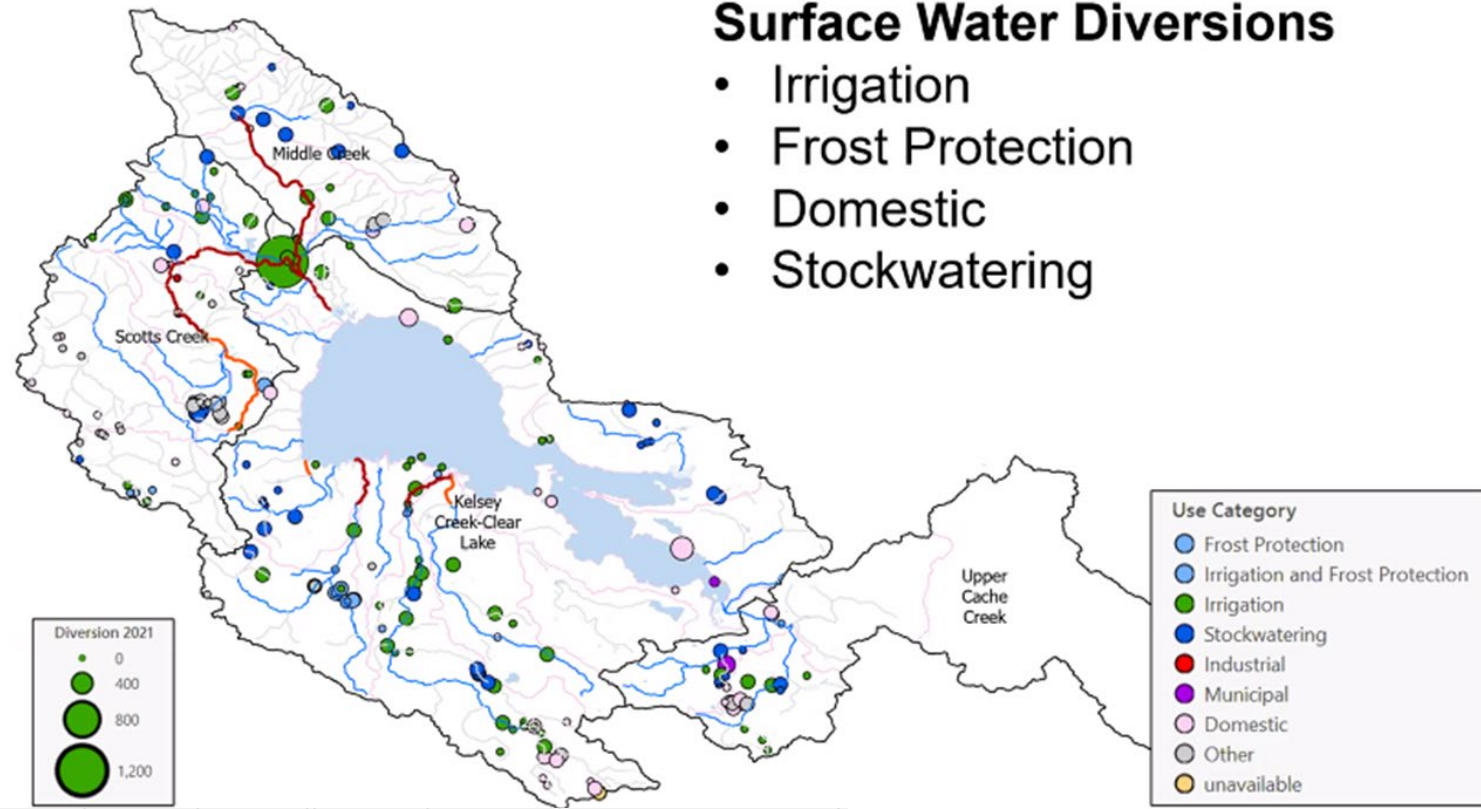 Surface Water Diversions
• Irrigation
• Frost Protection
• Domestic
• Stockwatering
Middle Creek
Scotts Creek
Kelsey
Creek-Clear
Lake
Upper
Cache
Creek
Diversion 2021
0
400
800
1,200
Use Category
Frost Protection
Irrigation and Frost Protection
Irrigation
Stockwatering
Industrial
Municipal
Domestic
Other
unavailable